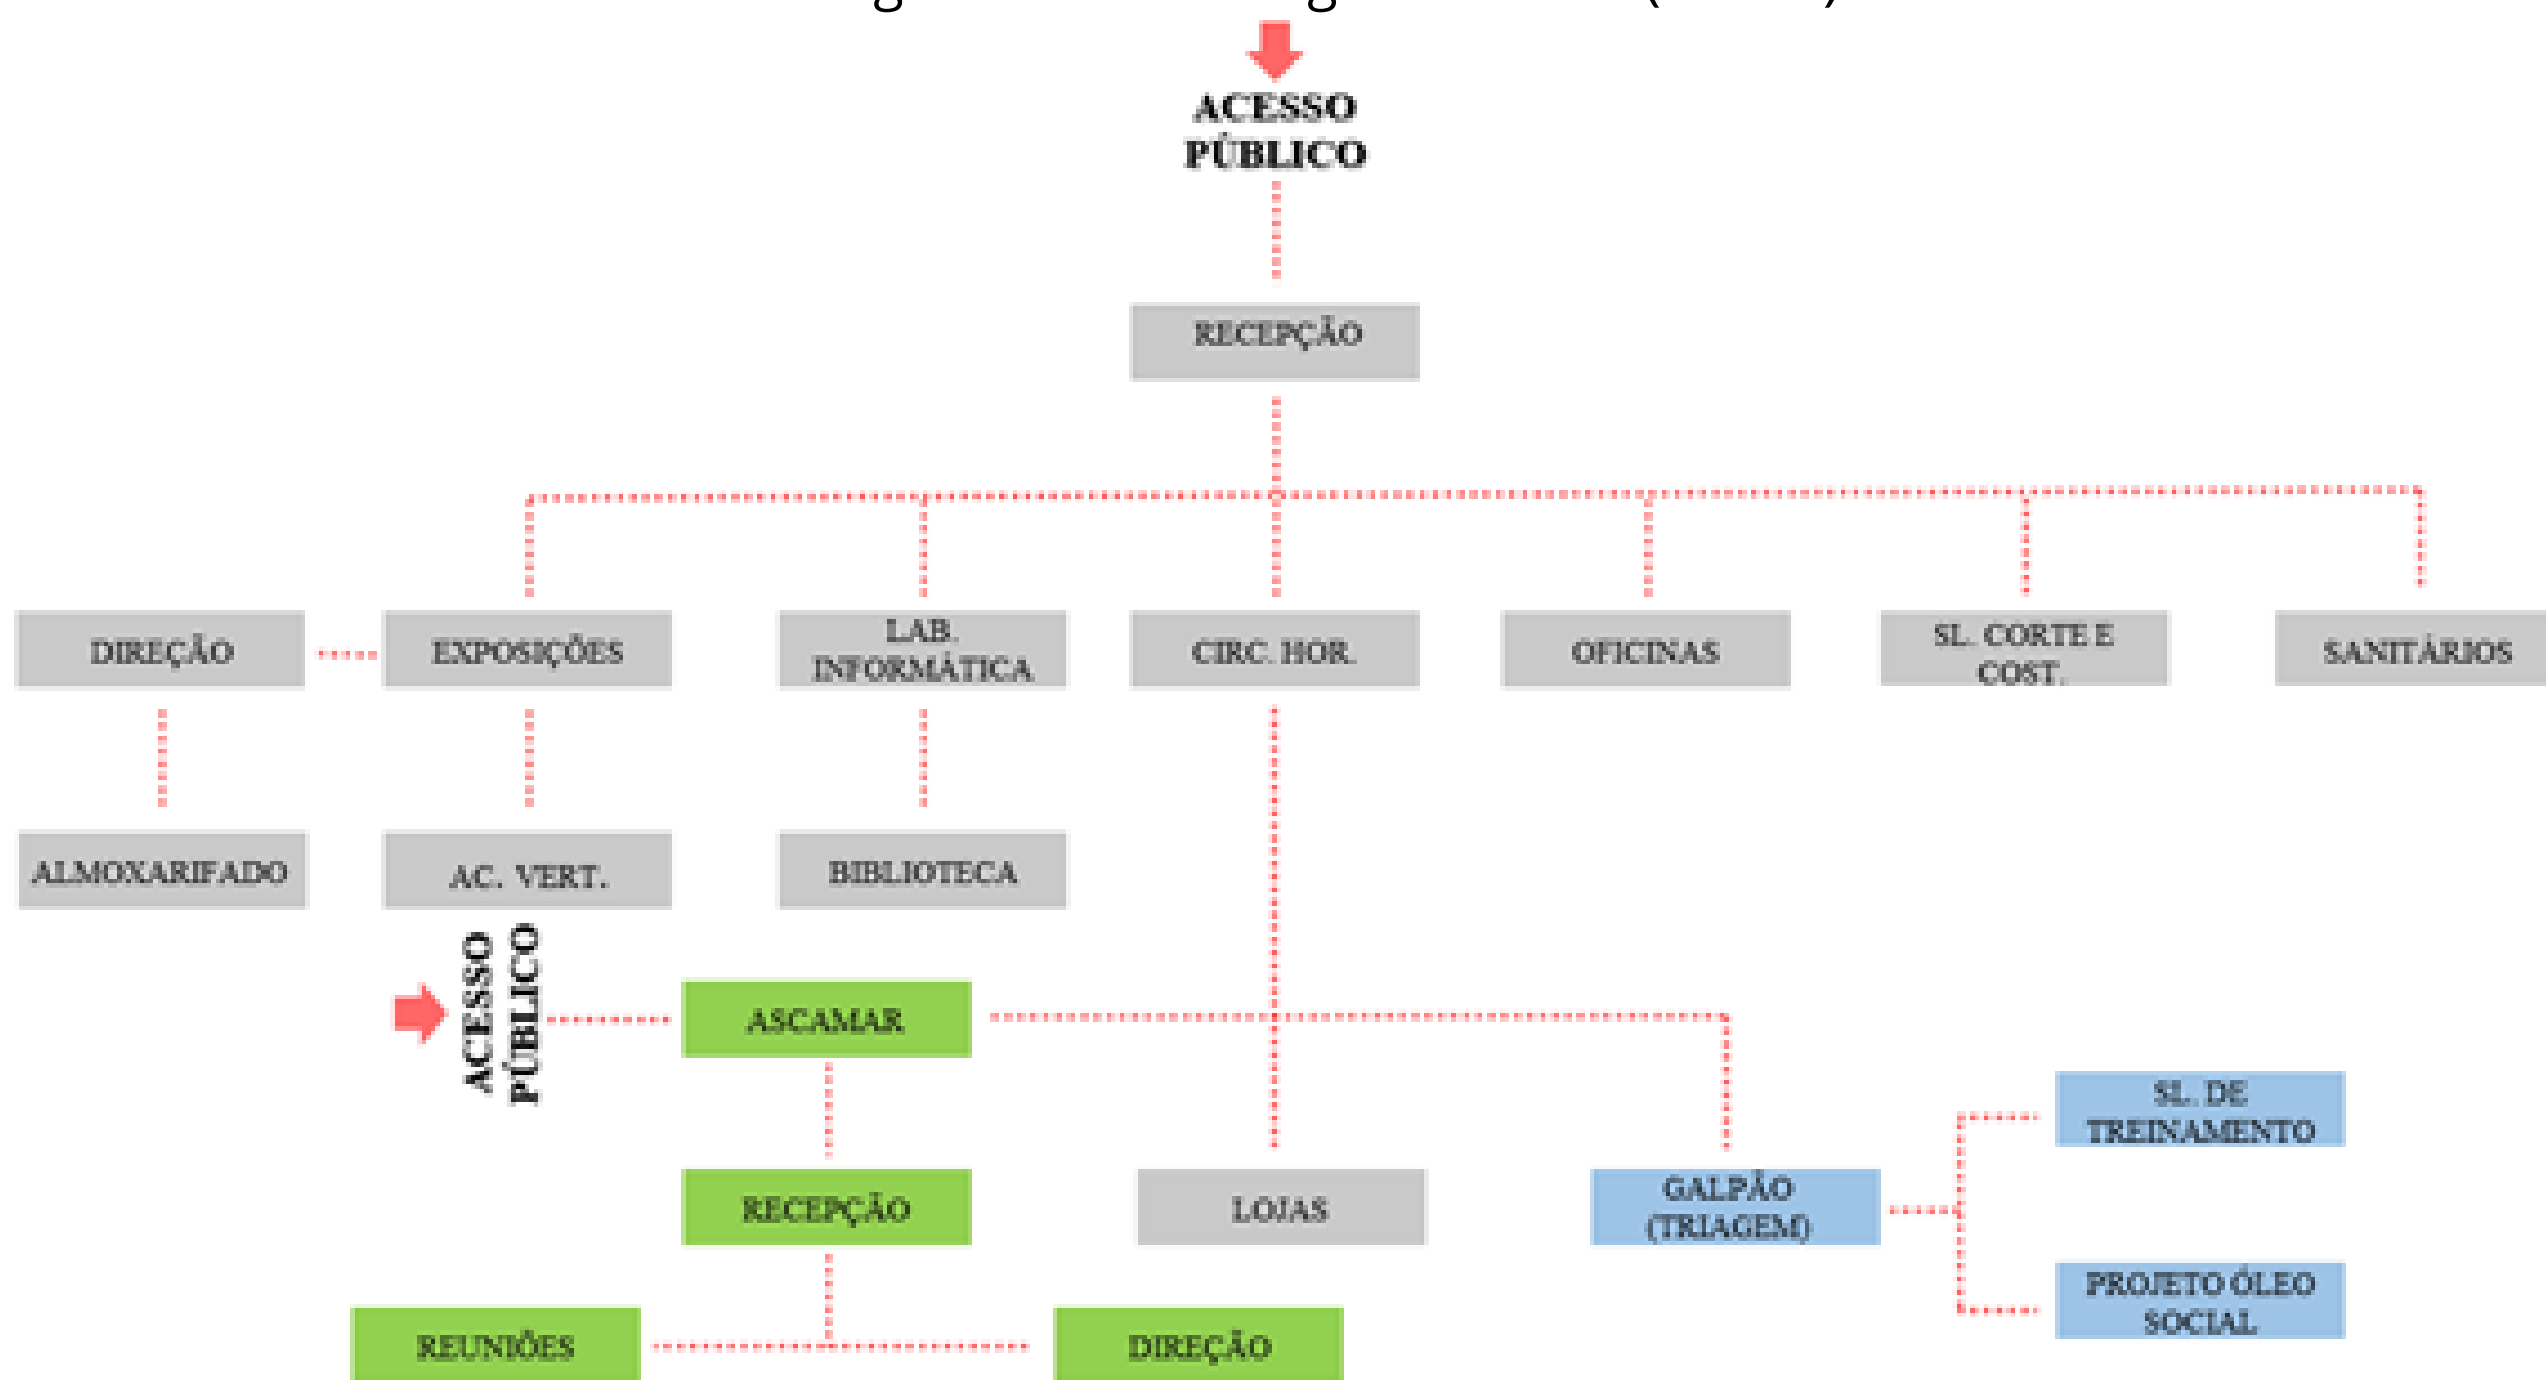 ACESSO
PÚBLICO
RECEPÇÃO
DIREÇÃO
EXPOSIÇÕES
LAB.
INFORMÁTICA
CIRC. HOR.
OFICINAS
SL. CORTE E
COST.
SANITÁRIOS
ALMOXARIFADO
AC. VERT.
BIBLIOTECA
ACESSO
PÚBLICO
ASCAMAR
SL. DE
TREINAMENTO
RECEPÇÃO
LOJAS
GALPÃO
(TRIAGEM)
PROJETO ÓLEO
SOCIAL
REUNIÕES
DIREÇÃO